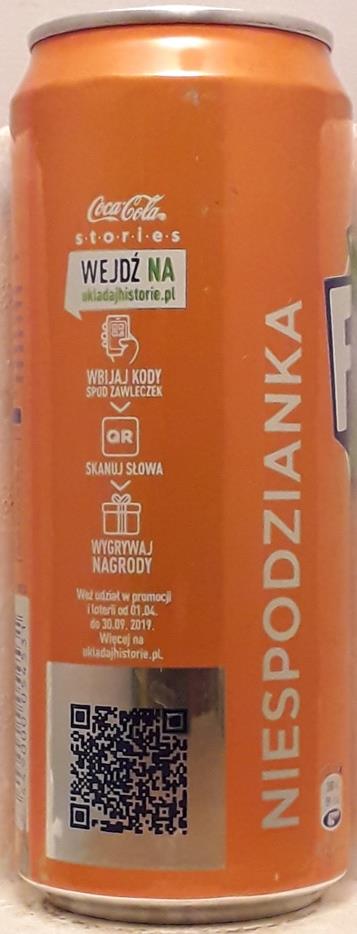 Coca-Cola
s·t·o·r·i·e·s
WEJDŹ NA
ukladajhistorie.pl
WBIJAJ KODY
SPOD ZAWLECZEK
QR
SKANUJ SŁOWA
WYGRYWAJ
NAGRODY
Weź udział w promocji
i loterii od 01.04.
do 30.09. 2019.
Więcej na
ukladajhistorie.pl.
NIESPODZIANKA